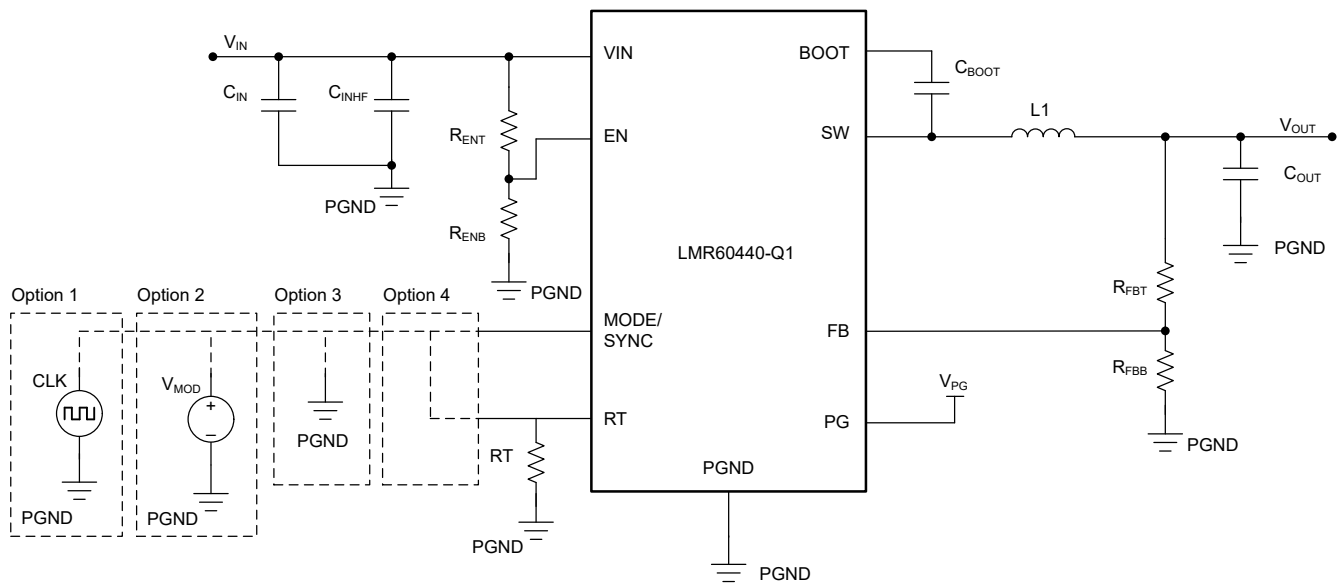 V_IN
VIN
BOOT
C_BOOT
C_IN
C_INHF
L1
R_ENT
EN
SW
V_OUT
C_OUT
PGND
R_ENB
PGND
LMR60440-Q1
PGND
Option 1
Option 2
Option 3
Option 4
R_FBT
MODE/
SYNC
FB
CLK
V_MOD
+
−
R_FBB
V_PG
PGND
RT
PG
PGND
RT
PGND
PGND
PGND
PGND
PGND